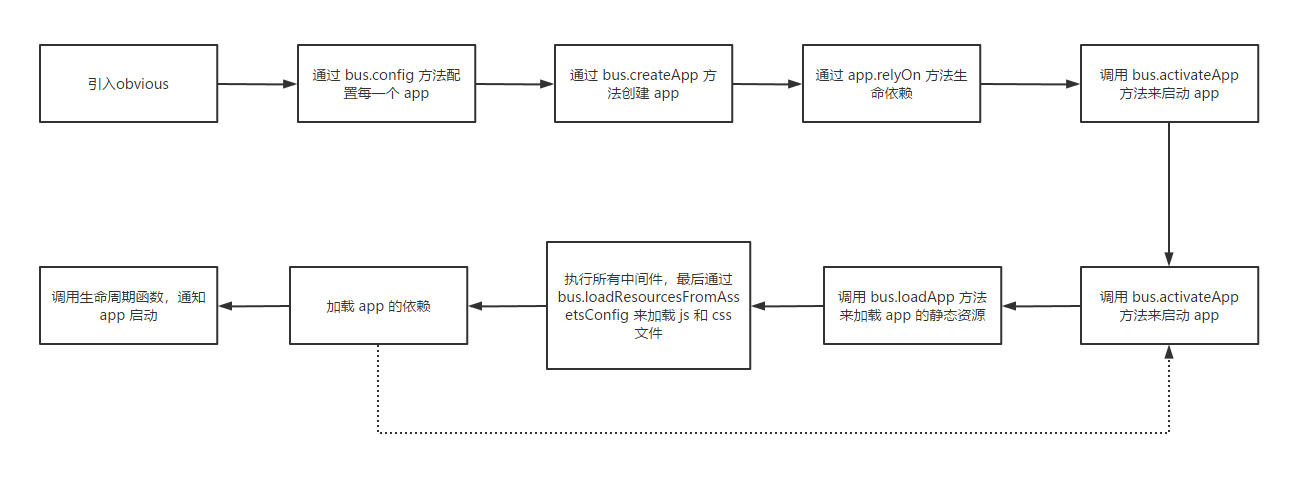 引入obvious
通过 bus.config 方法配
置每一个 app
通过 bus.createApp 方
法创建 app
通过 app.relyOn 方法生
命依赖
调用 bus.activateApp
方法来启动 app
调用生命周期函数，通知
app 启动
加载 app 的依赖
执行所有中间件，最后通过
bus.loadResourcesFromAss
etsConfig 来加载 js 和 css
文件
调用 bus.loadApp 方法
来加载 app 的静态资源
调用 bus.activateApp
方法来启动 app